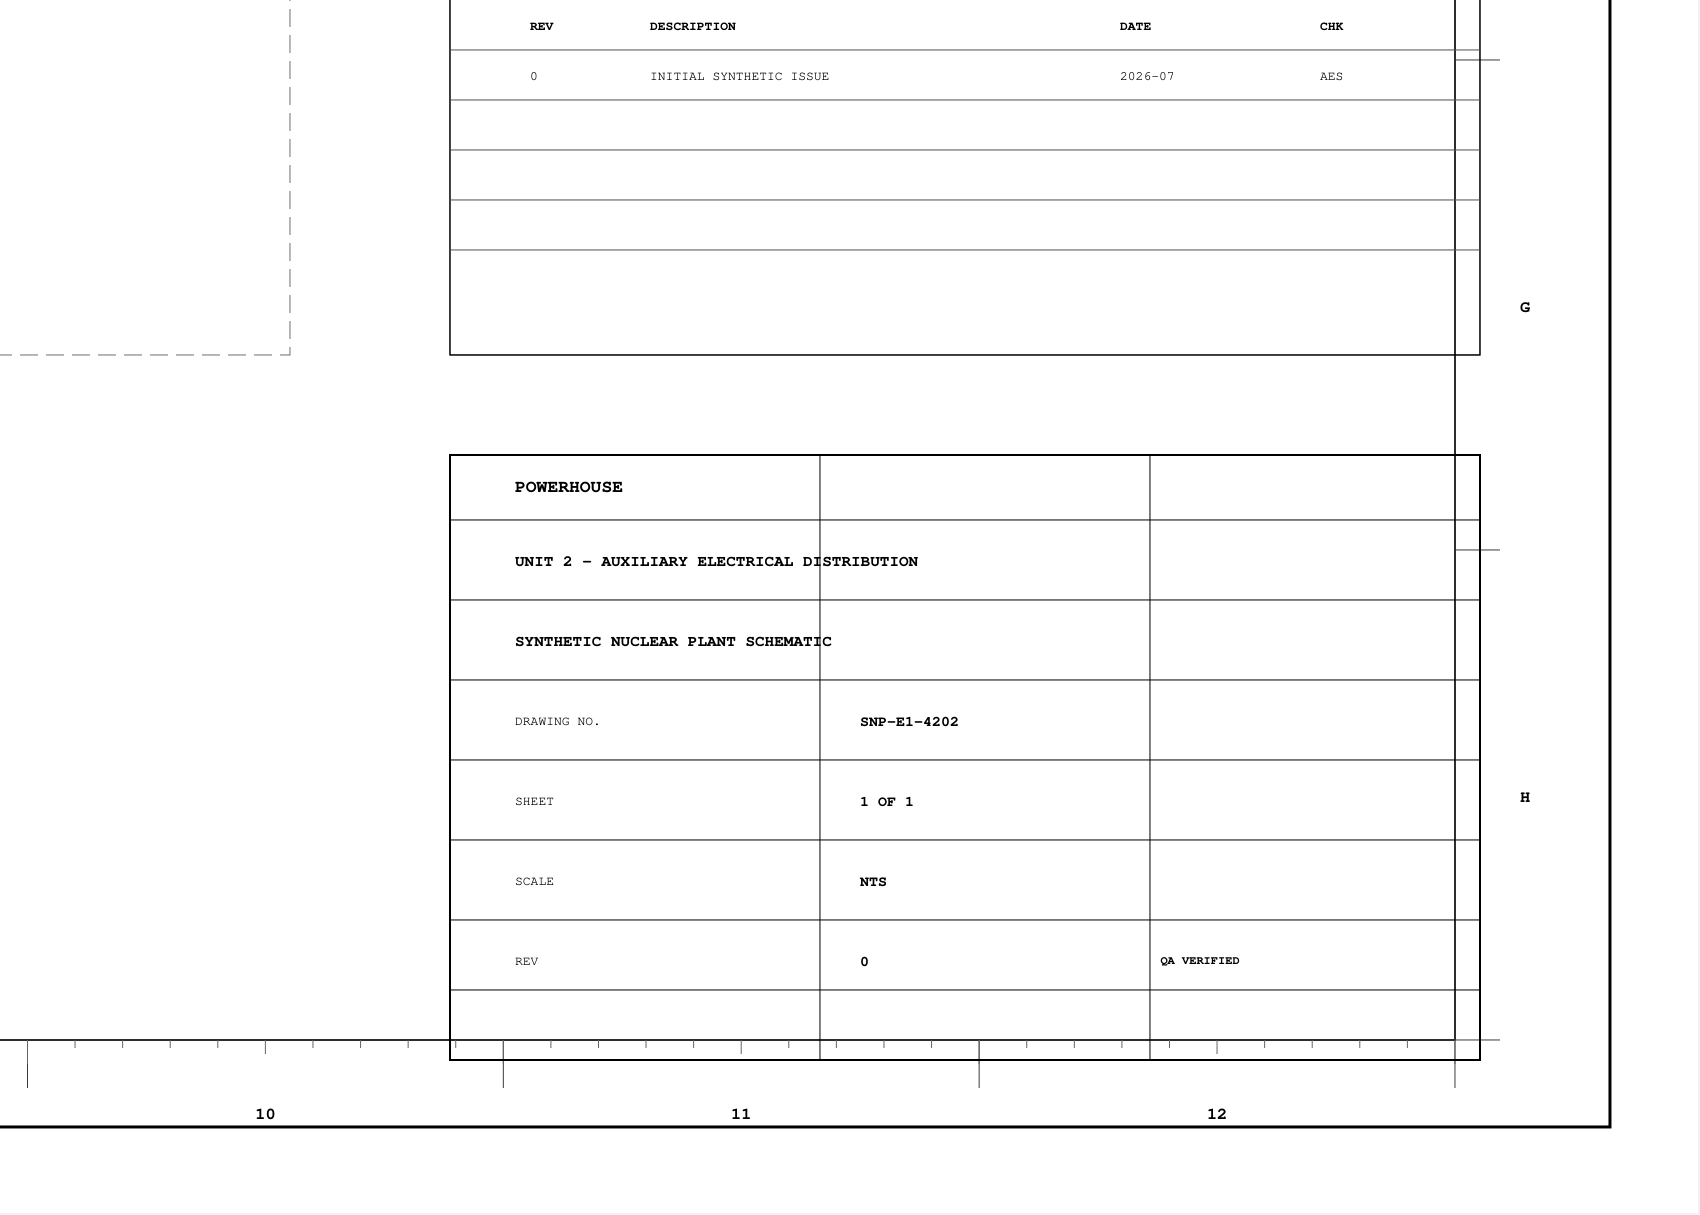 REV DESCRIPTION DATE CHK
0 INITIAL SYNTHETIC ISSUE 2026-07 AES
G
POWERHOUSE
UNIT 2 - AUXILIARY ELECTRICAL DISTRIBUTION
SYNTHETIC NUCLEAR PLANT SCHEMATIC
DRAWING NO. SNP-E1-4202
SHEET 1 OF 1
H
SCALE NTS
REV 0 QA VERIFIED
10 11 12